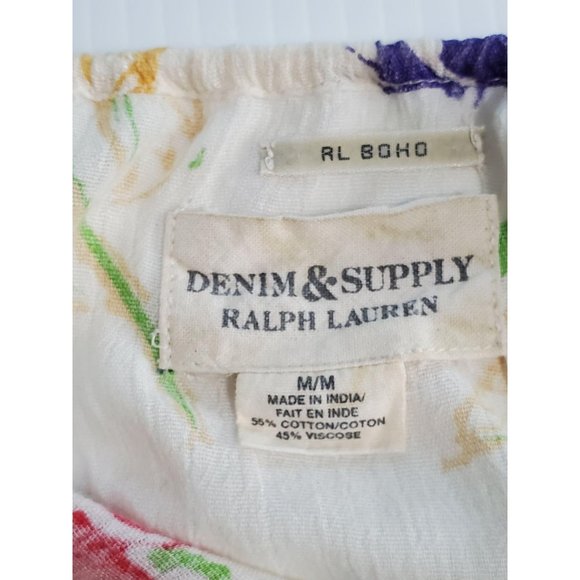 RL BOHO
DENIM & SUPPLY
RALPH LAUREN
M/M
MADE IN INDIA/
FAIT EN INDE
55% COTTON/COTON
45% VISCOSE